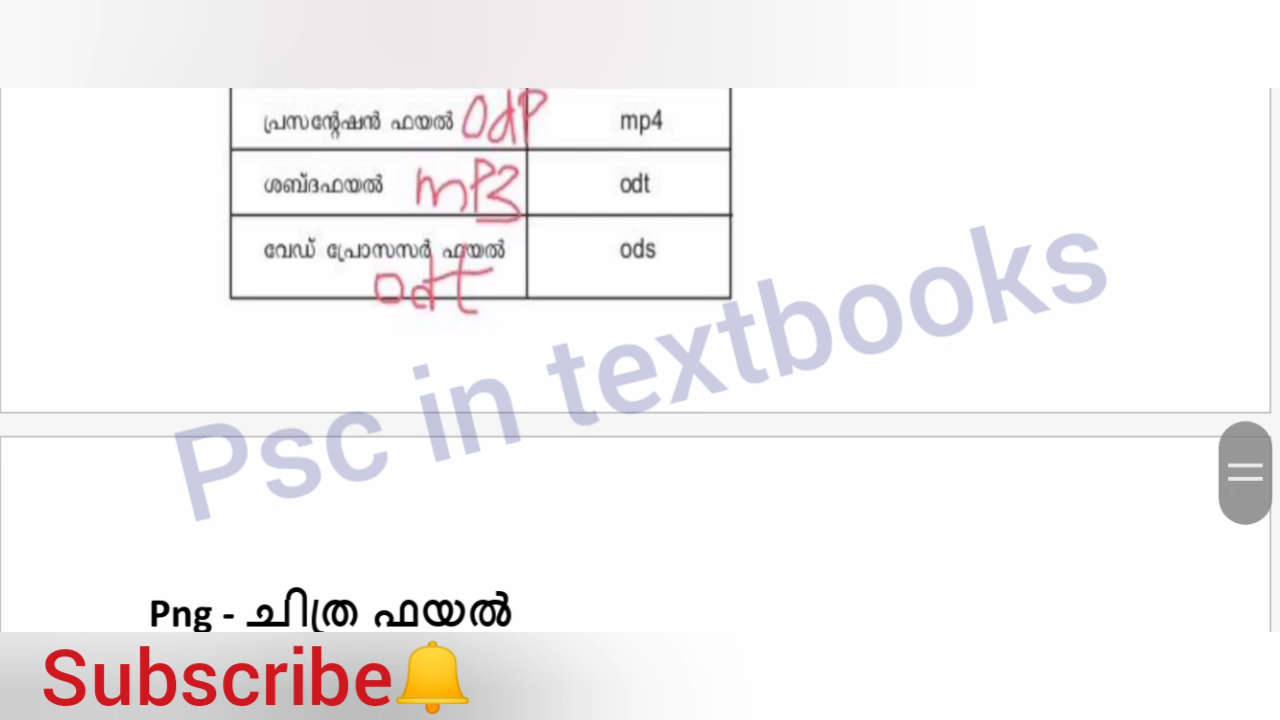 പ്രസന്റേഷൻ ഫയൽ odP mp4
ശബ്ദഫയൽ mP3 odt
വേഡ് പ്രോസസർ ഫയൽ ods
odt
Psc in textbooks
Png - ചിത്ര ഫയൽ
Subscribe